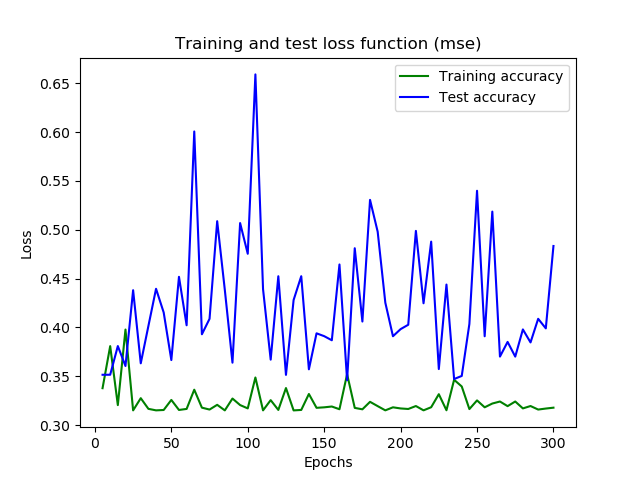 Training and test loss function (mse)
Training accuracy
Test accuracy
0.65
0.60
0.55
0.50
0.45
0.40
0.35
0.30
Loss
0 50 100 150 200 250 300
Epochs